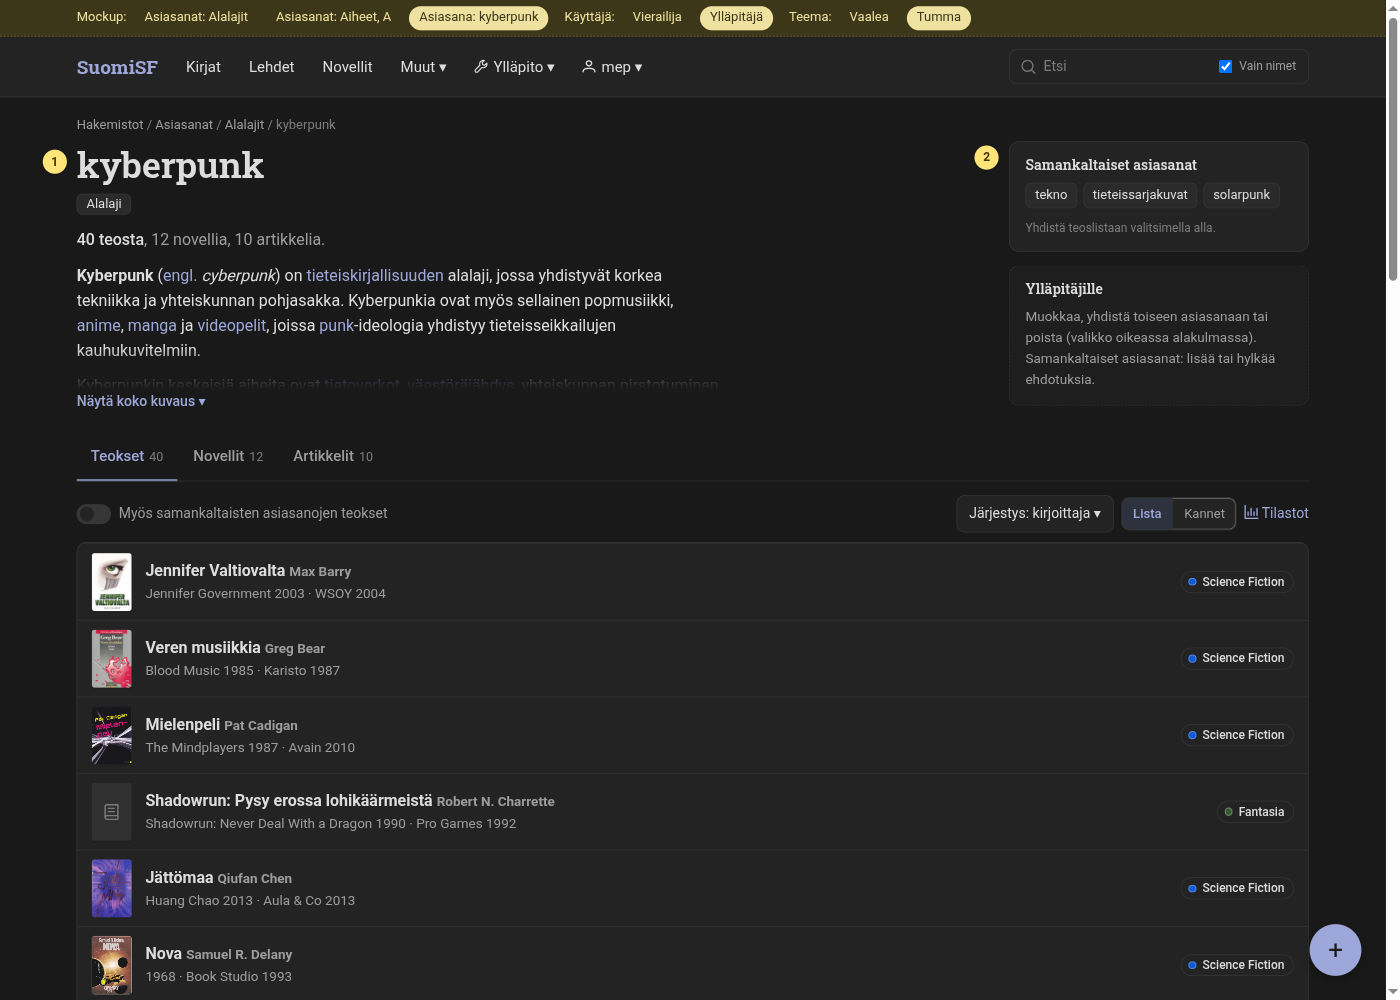 Mockup: Asiasanat: Alalajit Asiasanat: Aiheet, A Asiasana: kyberpunk Käyttäjä: Vierailija Ylläpitäjä Teema: Vaalea Tumma
SuomiSF Kirjat Lehdet Novellit Muut ▾ Ylläpito ▾ mep ▾ Etsi Vain nimet
Hakemistot / Asiasanat / Alalajit / kyberpunk
1 kyberpunk
Alalaji
40 teosta, 12 novellia, 10 artikkelia.
Kyberpunk (engl. cyberpunk) on tieteiskirjallisuuden alalaji, jossa yhdistyvät korkea
tekniikka ja yhteiskunnan pohjasakka. Kyberpunkia ovat myös sellainen popmusiikki,
anime, manga ja videopelit, joissa punk-ideologia yhdistyy tieteisseikkailujen
kauhukuvitelmiin.
Kyberpunkin keskeisiä aiheita ovat tietoverkot, väestöräjähdys, yhteiskunnan pirstotuminen
Näytä koko kuvaus ▾
2 Samankaltaiset asiasanat
tekno tieteissarjakuvat solarpunk
Yhdistä teoslistaan valitsimella alla.
Ylläpitäjille
Muokkaa, yhdistä toiseen asiasanaan tai
poista (valikko oikeassa alakulmassa).
Samankaltaiset asiasanat: lisää tai hylkää
ehdotuksia.
Teokset 40 Novellit 12 Artikkelit 10
Myös samankaltaisten asiasanojen teokset Järjestys: kirjoittaja ▾ Lista Kannet Tilastot
Jennifer Valtiovalta Max Barry
Jennifer Government 2003 · WSOY 2004
Science Fiction
Veren musiikkia Greg Bear
Blood Music 1985 · Karisto 1987
Science Fiction
Mielenpeli Pat Cadigan
The Mindplayers 1987 · Avain 2010
Science Fiction
Shadowrun: Pysy erossa lohikäärmeistä Robert N. Charrette
Shadowrun: Never Deal With a Dragon 1990 · Pro Games 1992
Fantasia
Jättömaa Qiufan Chen
Huang Chao 2013 · Aula & Co 2013
Science Fiction
Nova Samuel R. Delany
1968 · Book Studio 1993
Science Fiction
+